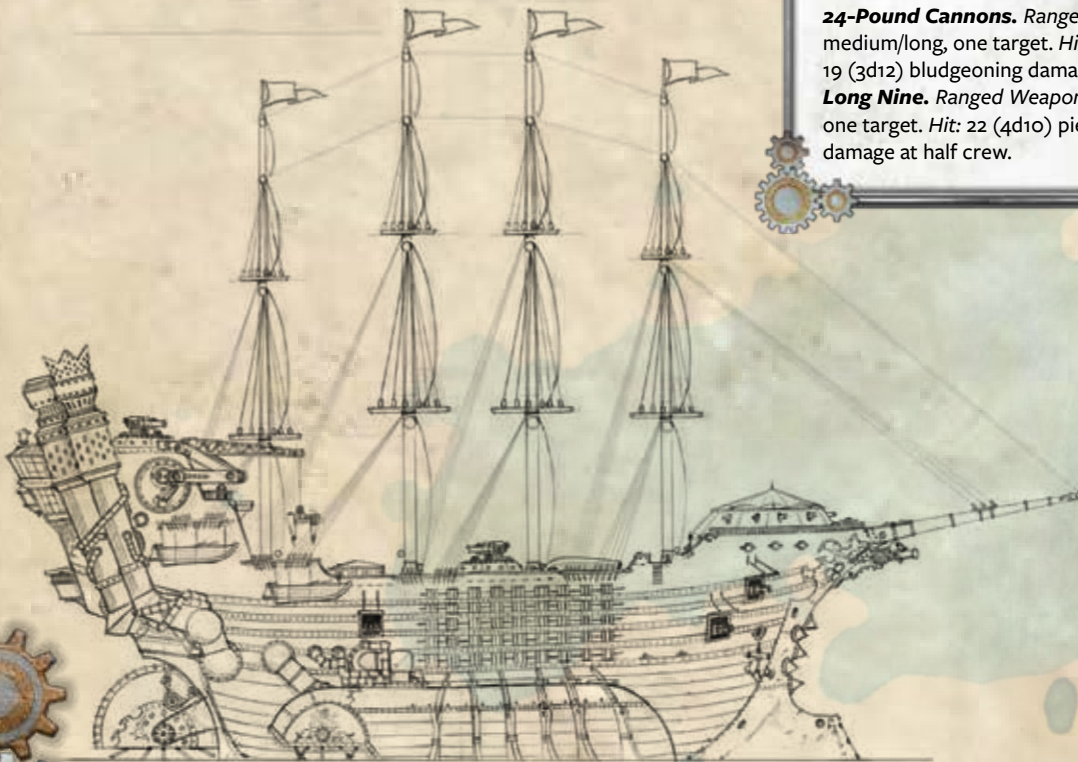 24-Pound Cannons. Range
medium/long, one target. Hi
19 (3d12) bludgeoning dama
Long Nine. Ranged Weapon
one target. Hit: 22 (4d10) pie
damage at half crew.